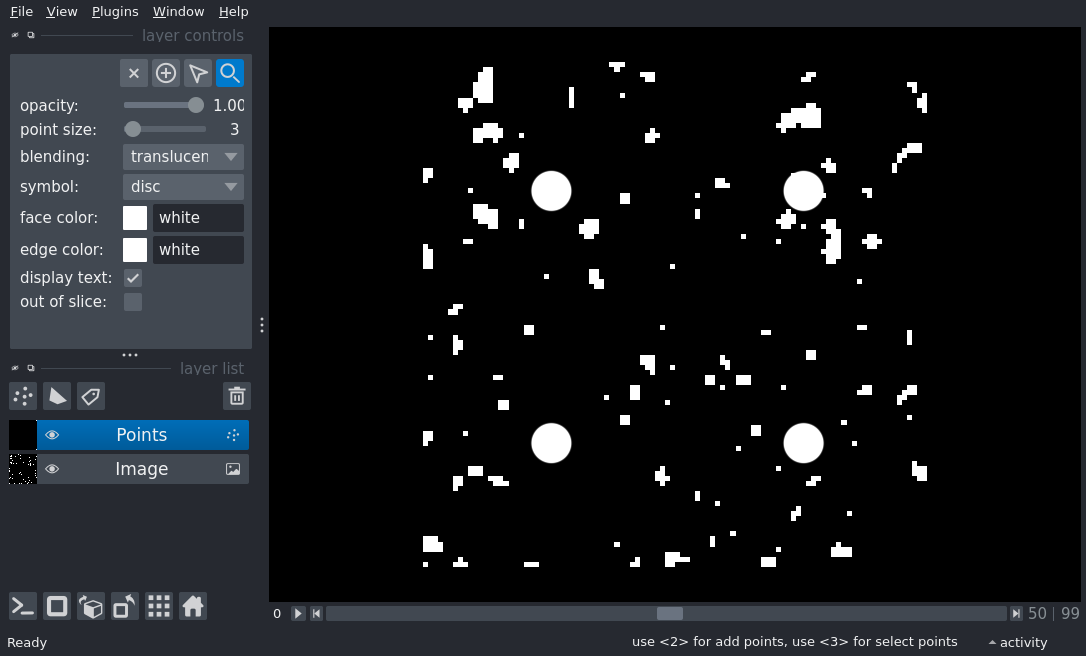 File View Plugins Window Help
layer controls
opacity: 1.00
point size: 3
blending: translucen
symbol: disc
face color: white
edge color: white
display text:
out of slice:
layer list
Points
Image
0 50 99
Ready use <2> for add points, use <3> for select points activity